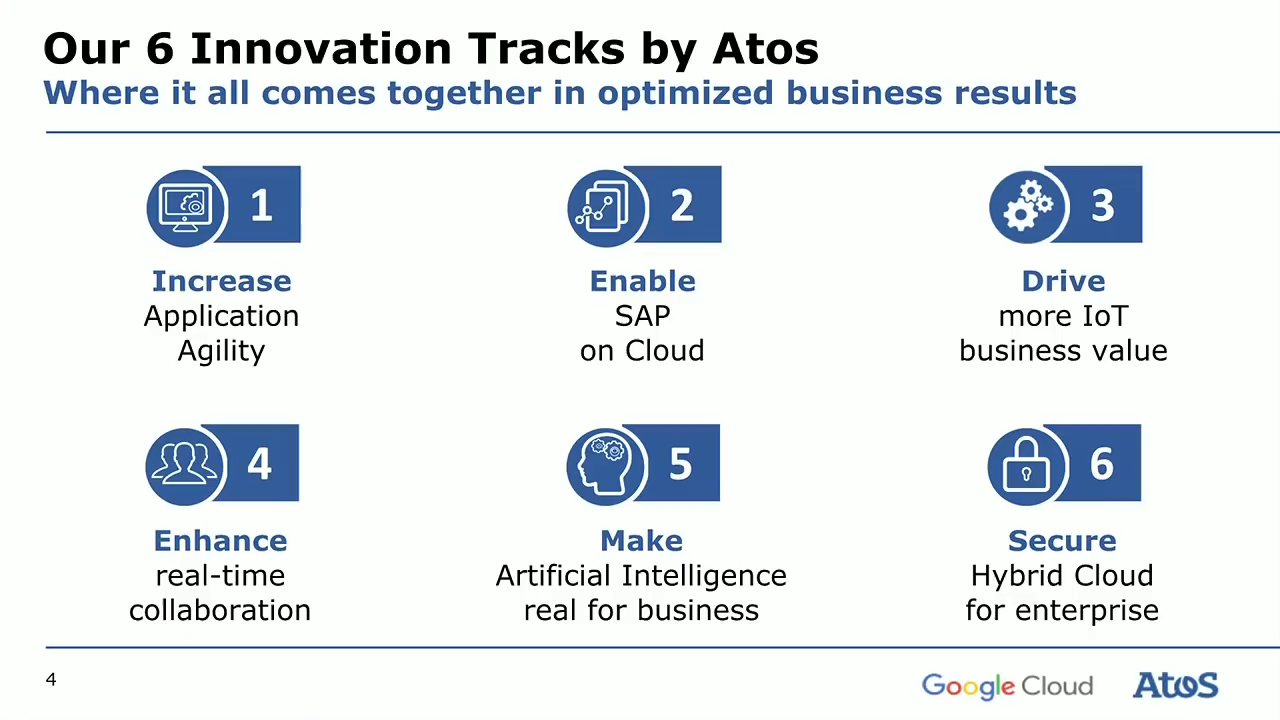 Our 6 Innovation Tracks by Atos
Where it all comes together in optimized business results
1
Increase
Application
Agility
2
Enable
SAP
on Cloud
3
Drive
more IoT
business value
4
Enhance
real-time
collaboration
5
Make
Artificial Intelligence
real for business
6
Secure
Hybrid Cloud
for enterprise
4
Google Cloud
Atos